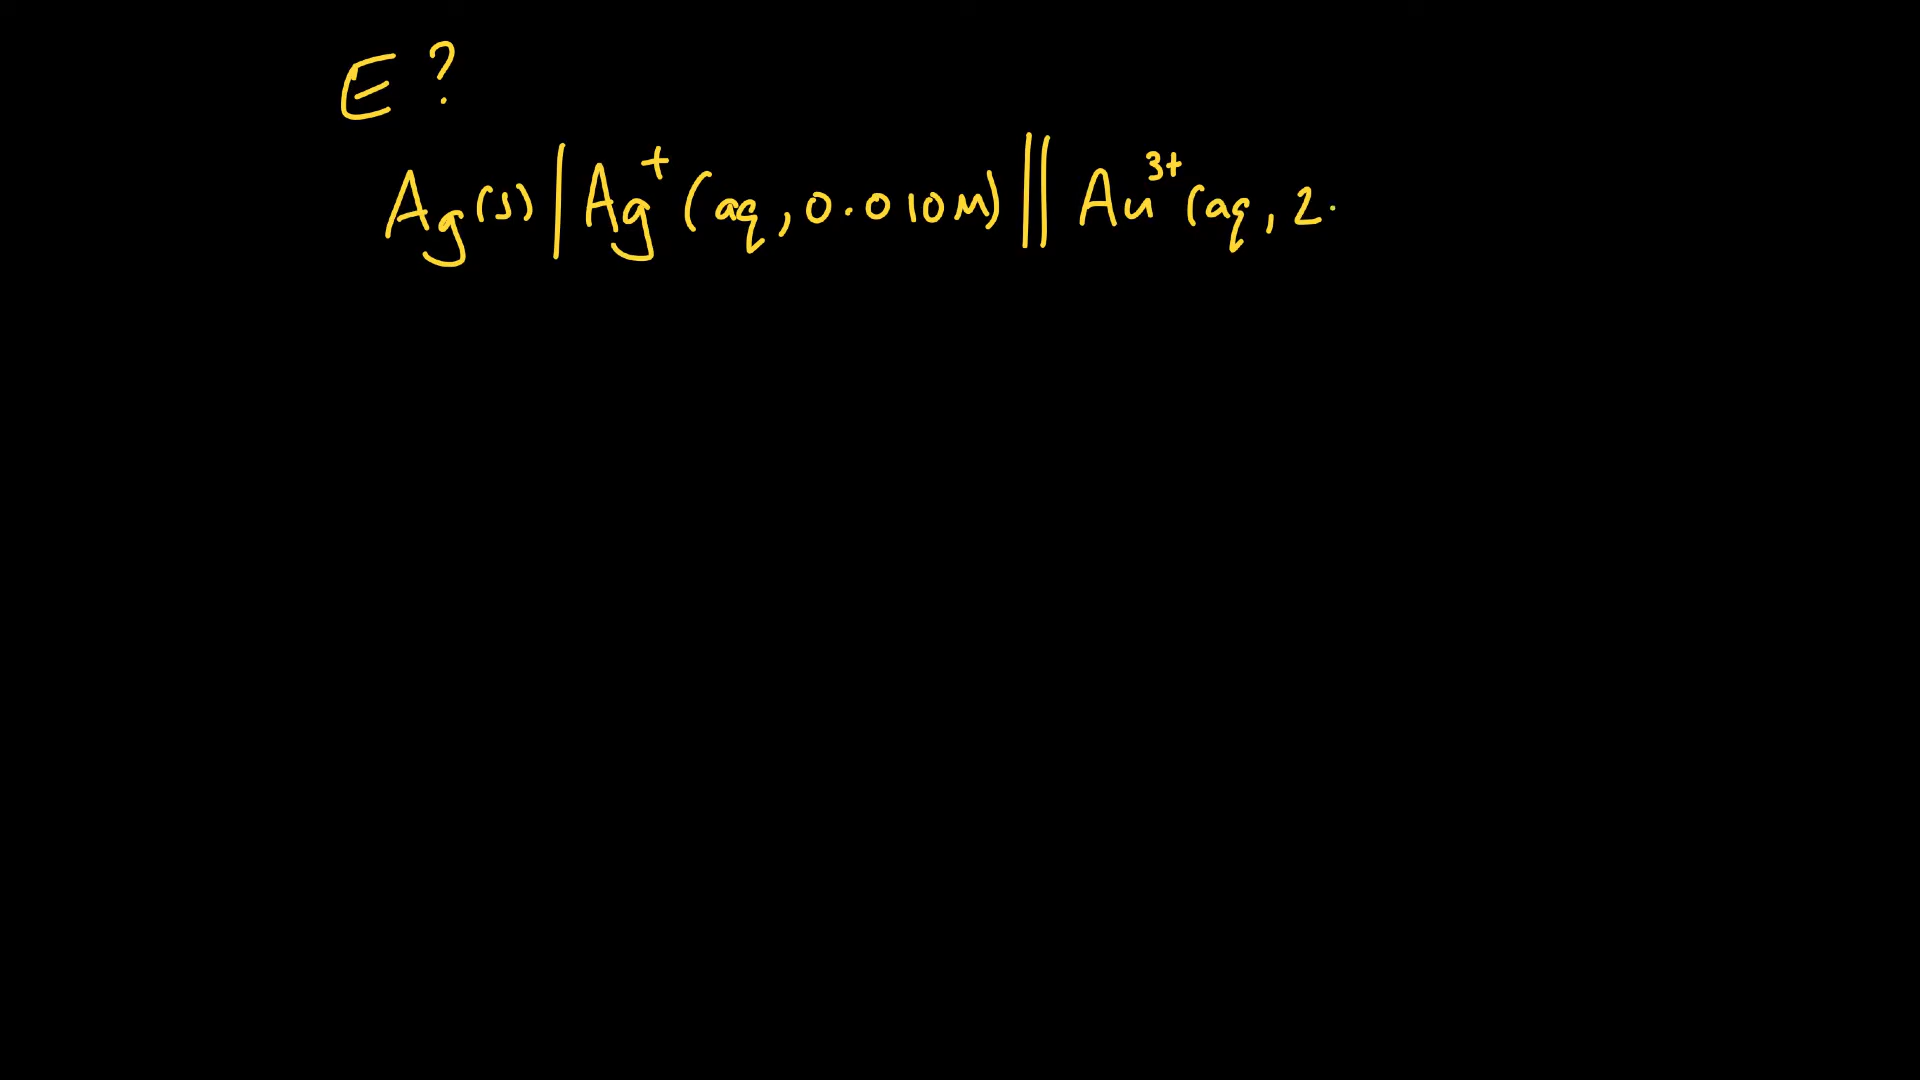 E ?
Ag(s) | Ag⁺ (aq, 0.010M) || Au³⁺ (aq, 2.